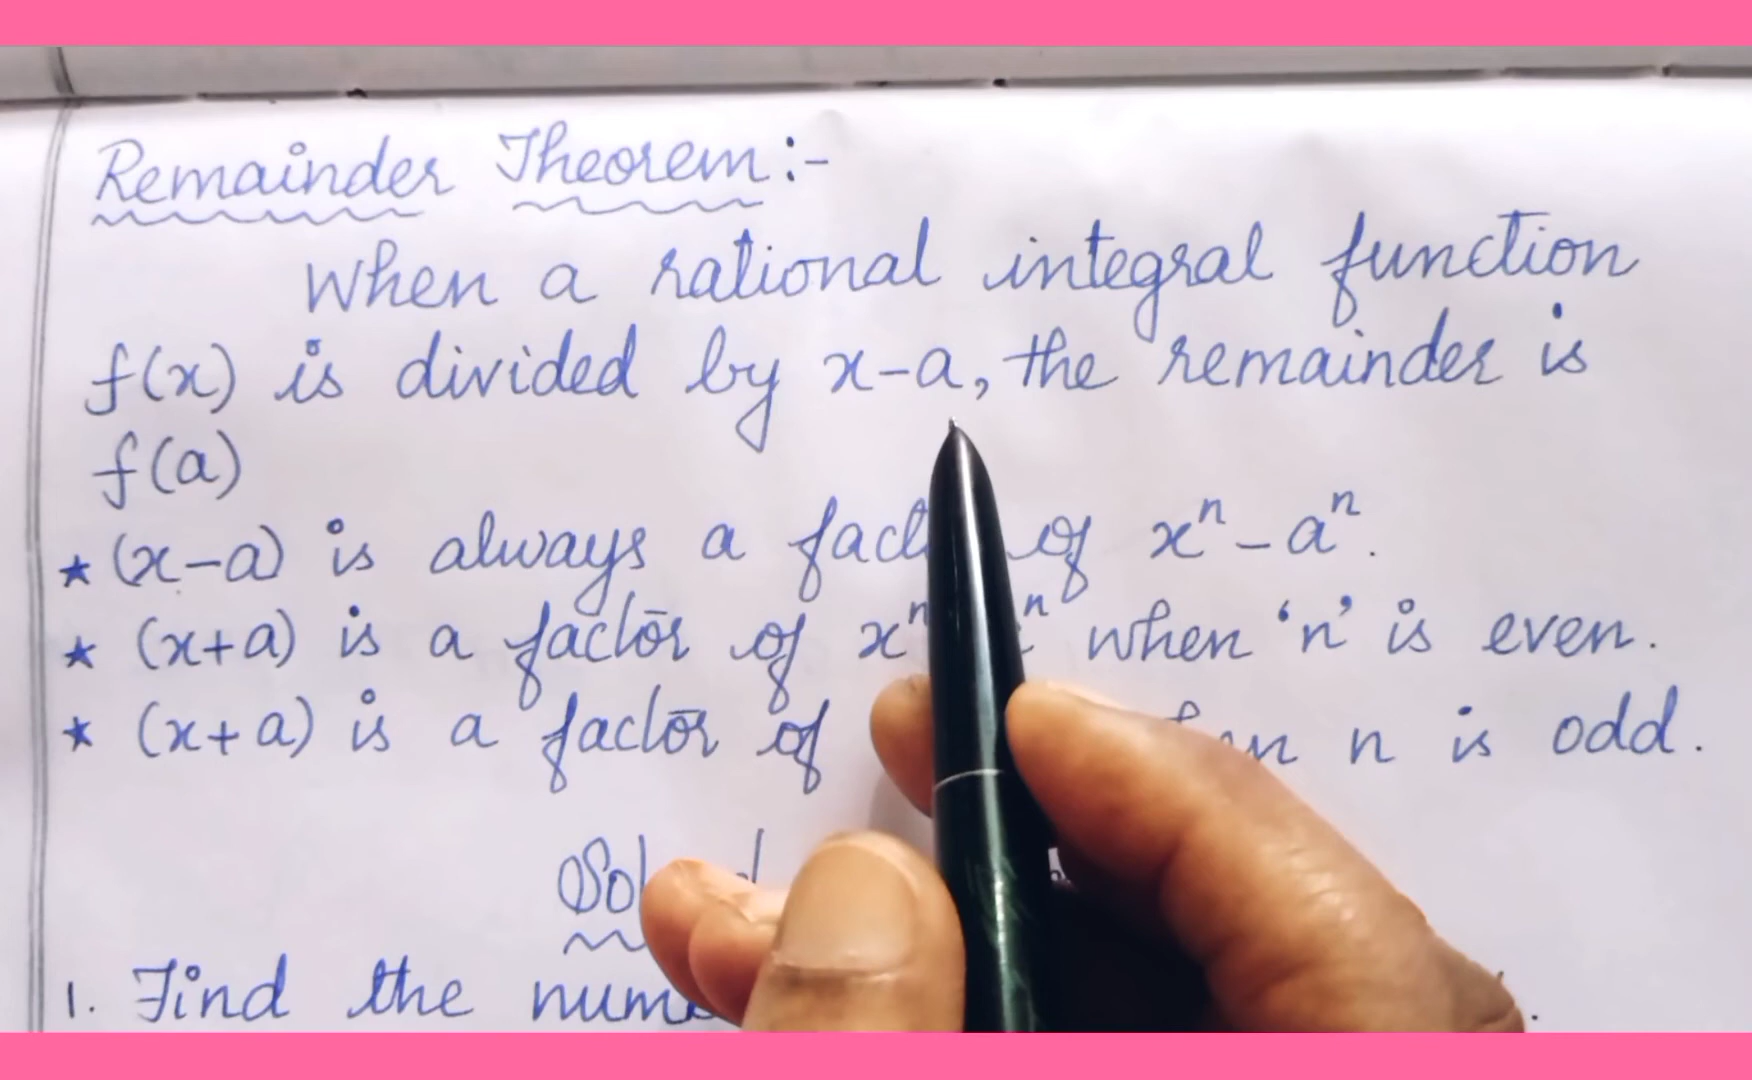 Remainder Theorem:-
When a rational integral function
f(x) is divided by x-a, the remainder is
f(a)
★ (x-a) is always a of xⁿ - aⁿ.
★ (x+a) is a factor of xⁿ ⁿ when 'n' is even.
★ (x+a) is a factor of n is odd.
1. Find the